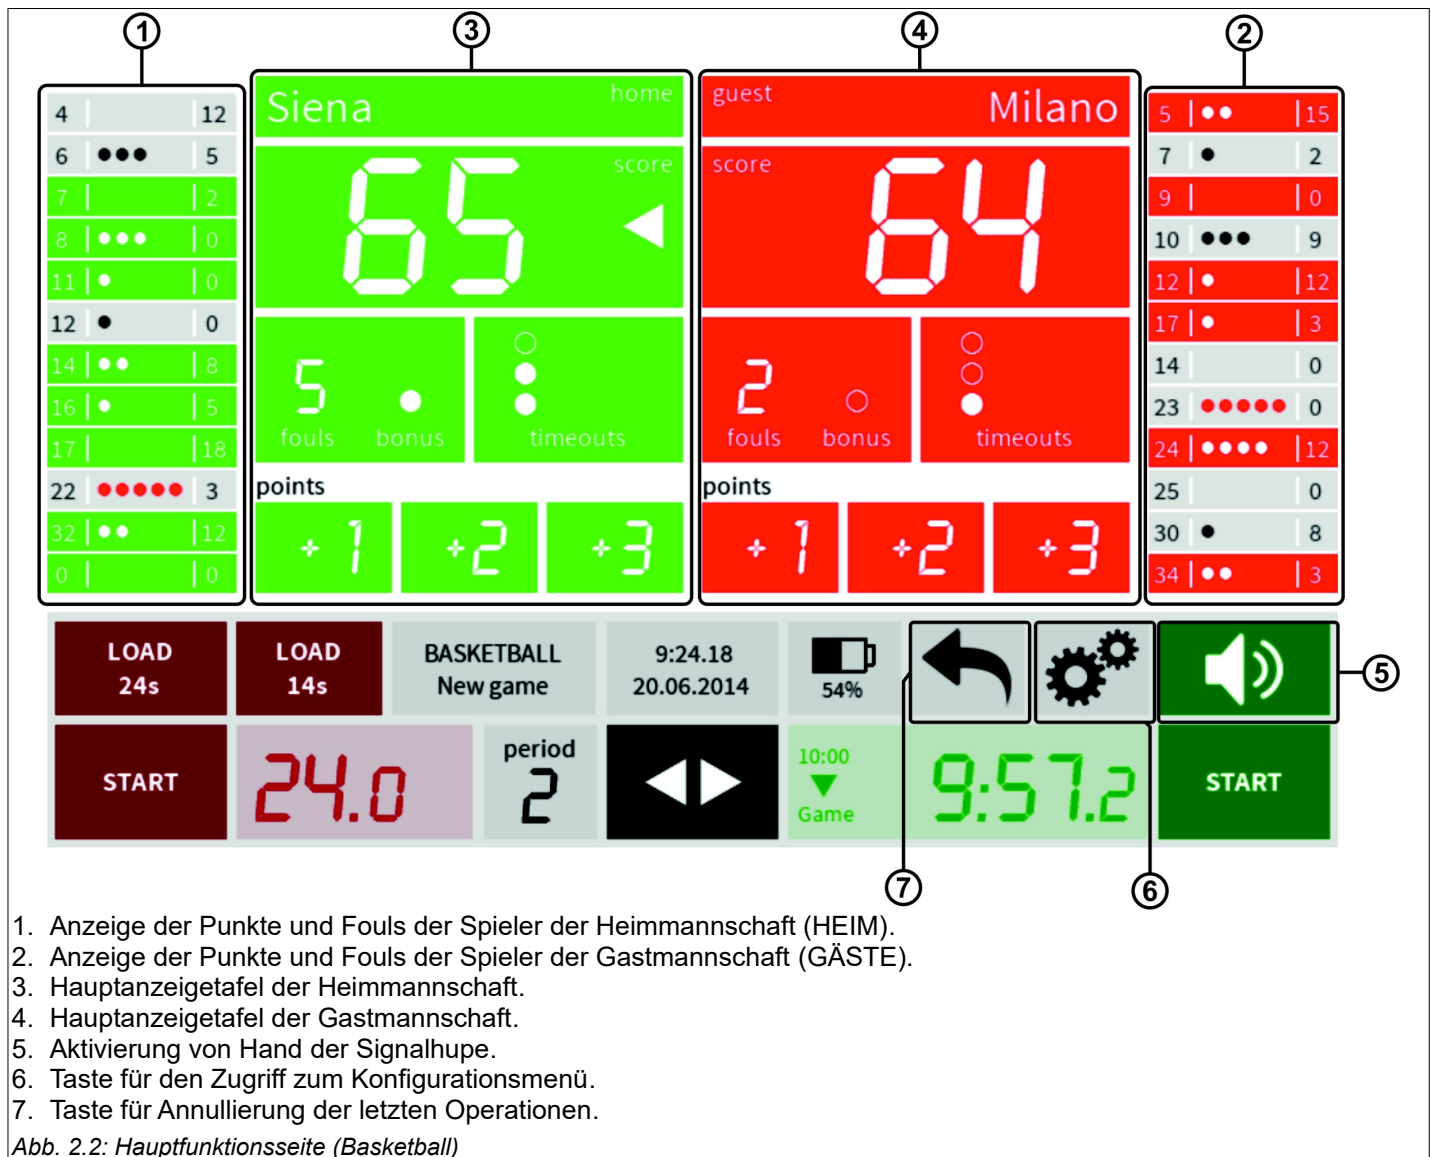 1 3 4 2
4 12
6 5
7 2
8 0
11 0
12 0
14 8
16 5
17 18
22 3
32 12
0 0
Siena home
65 score
5
fouls bonus timeouts
points
+1 +2 +3
guest Milano
score 64
2
fouls bonus timeouts
points
+1 +2 +3
5 15
7 2
9 0
10 9
12 12
17 3
14 0
23 0
24 12
25 0
30 8
34 3
LOAD
24s
LOAD
14s
BASKETBALL
New game
9:24.18
20.06.2014
54%
5
START
24.0
period
2
10:00
Game
9:57.2
START
7 6
1. Anzeige der Punkte und Fouls der Spieler der Heimmannschaft (HEIM).
2. Anzeige der Punkte und Fouls der Spieler der Gastmannschaft (GÄSTE).
3. Hauptanzeigetafel der Heimmannschaft.
4. Hauptanzeigetafel der Gastmannschaft.
5. Aktivierung von Hand der Signalhupe.
6. Taste für den Zugriff zum Konfigurationsmenü.
7. Taste für Annullierung der letzten Operationen.
Abb. 2.2: Hauptfunktionsseite (Basketball)